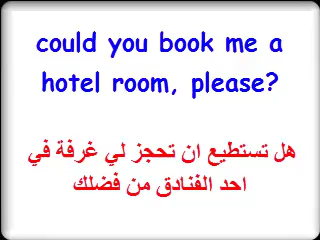 could you book me a
hotel room, please?
هل تستطيع ان تحجز لي غرفة في
احد الفنادق من فضلك